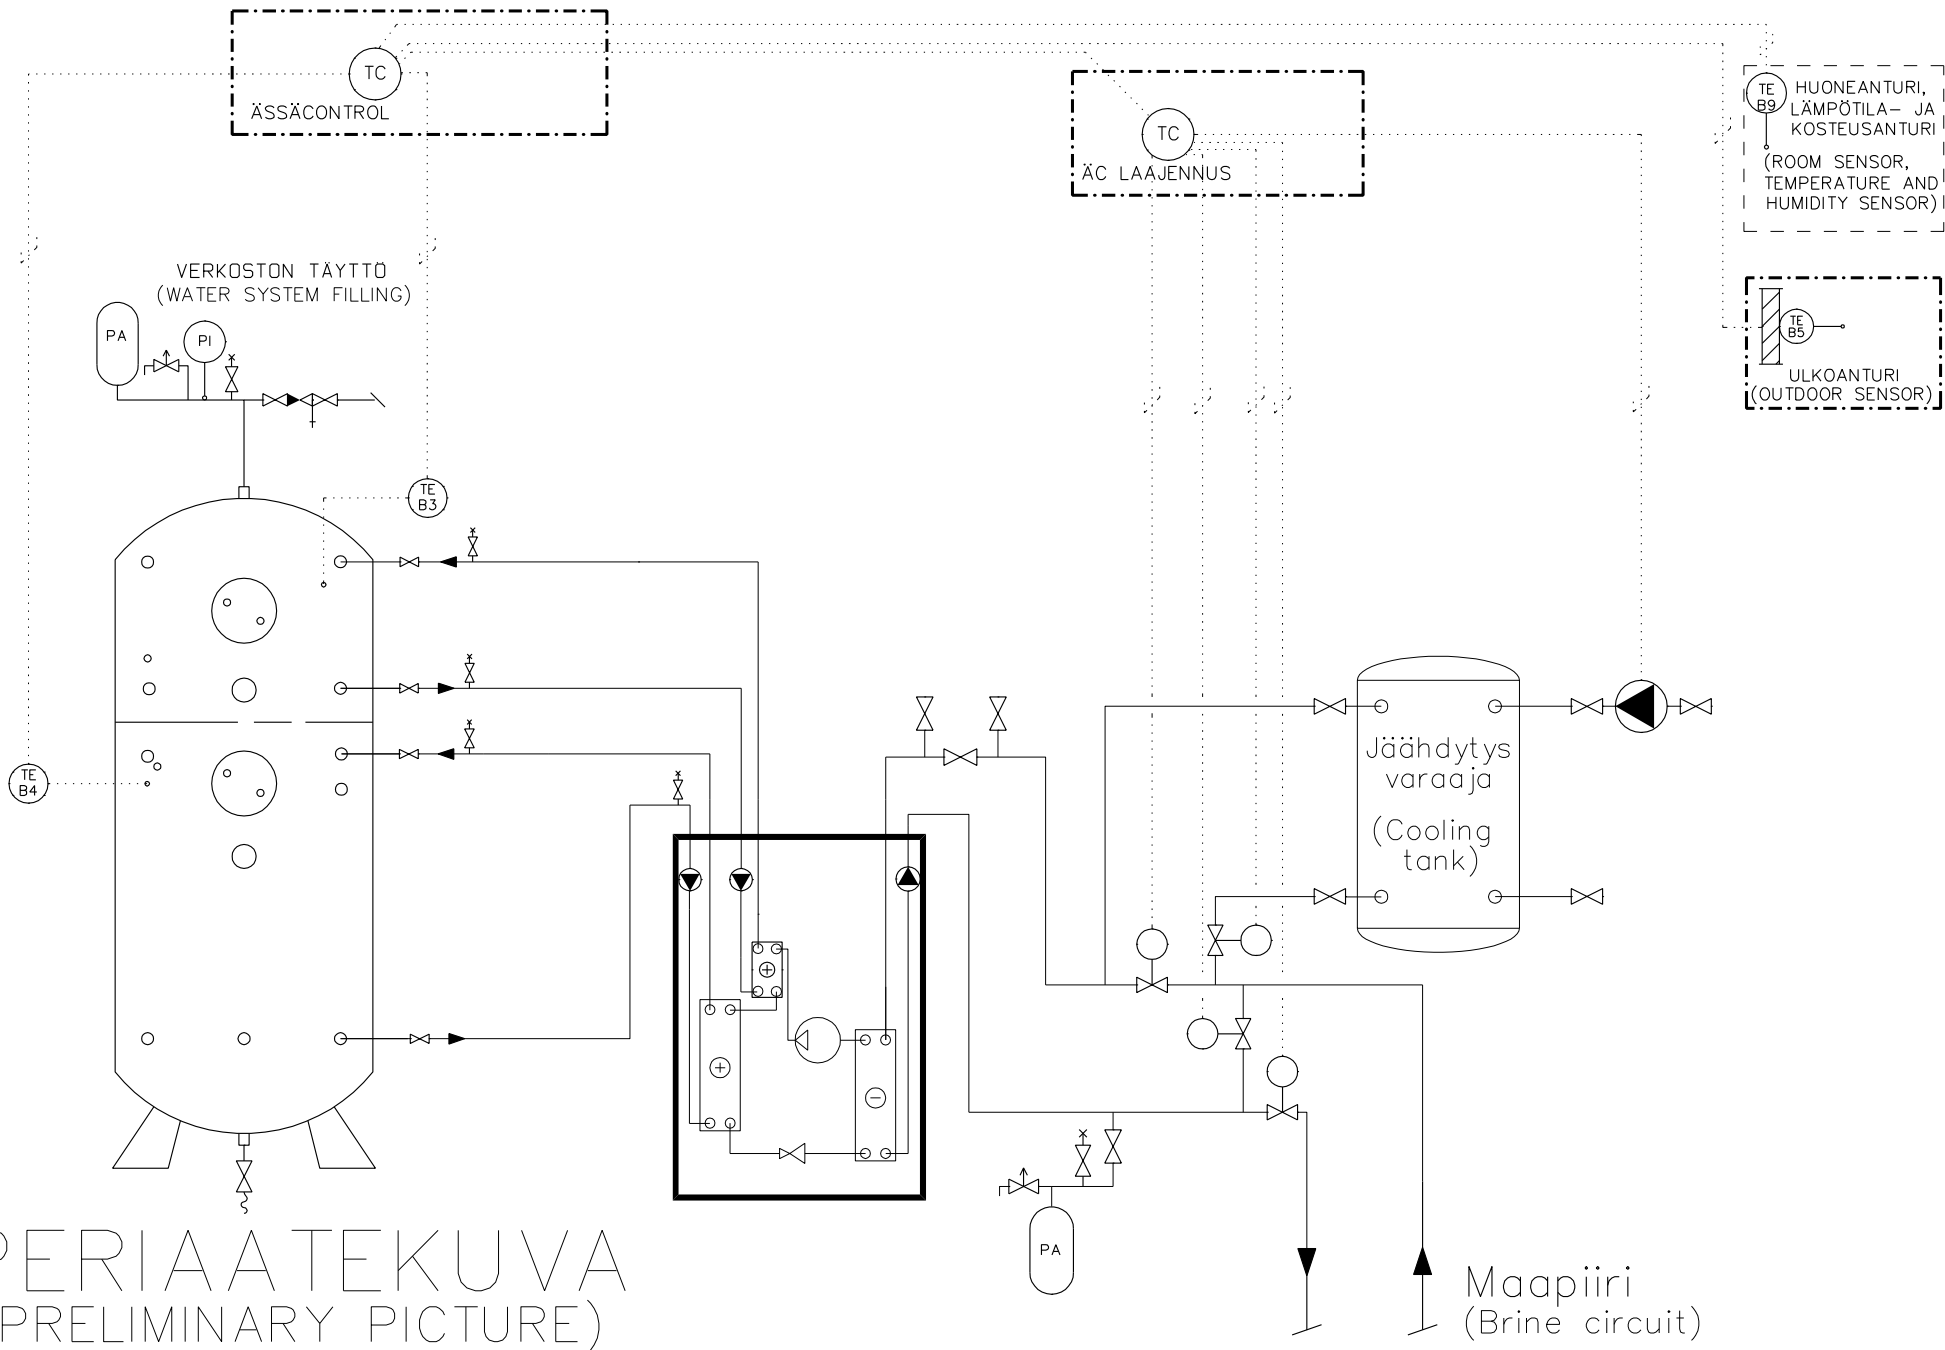 TC
ÄSSÄCONTROL
TC
ÄC LAAJENNUS
TE
B9
HUONEANTURI,
LÄMPÖTILA- JA
KOSTEUSANTURI
(ROOM SENSOR,
TEMPERATURE AND
HUMIDITY SENSOR)
VERKOSTON TÄYTTÖ
(WATER SYSTEM FILLING)
PA
PI
TE
B5
ULKOANTURI
(OUTDOOR SENSOR)
TE
B3
TE
B4
Jäähdytys
varaaja
(Cooling
tank)
PA
PERIAATEKUVA
PRELIMINARY PICTURE)
Maapiiri
(Brine circuit)